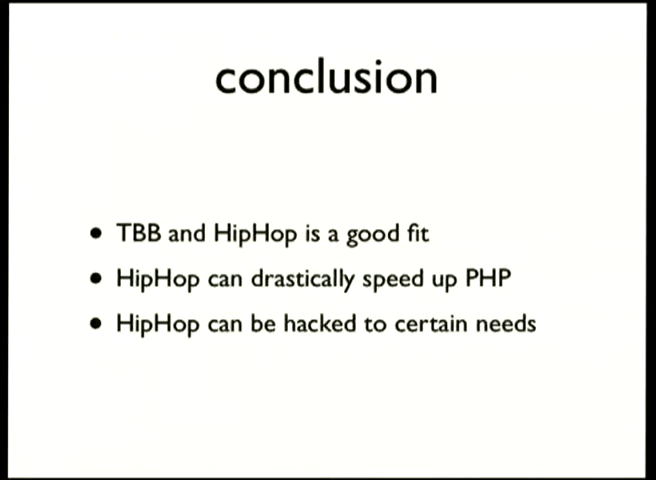 conclusion
• TBB and HipHop is a good fit
• HipHop can drastically speed up PHP
• HipHop can be hacked to certain needs